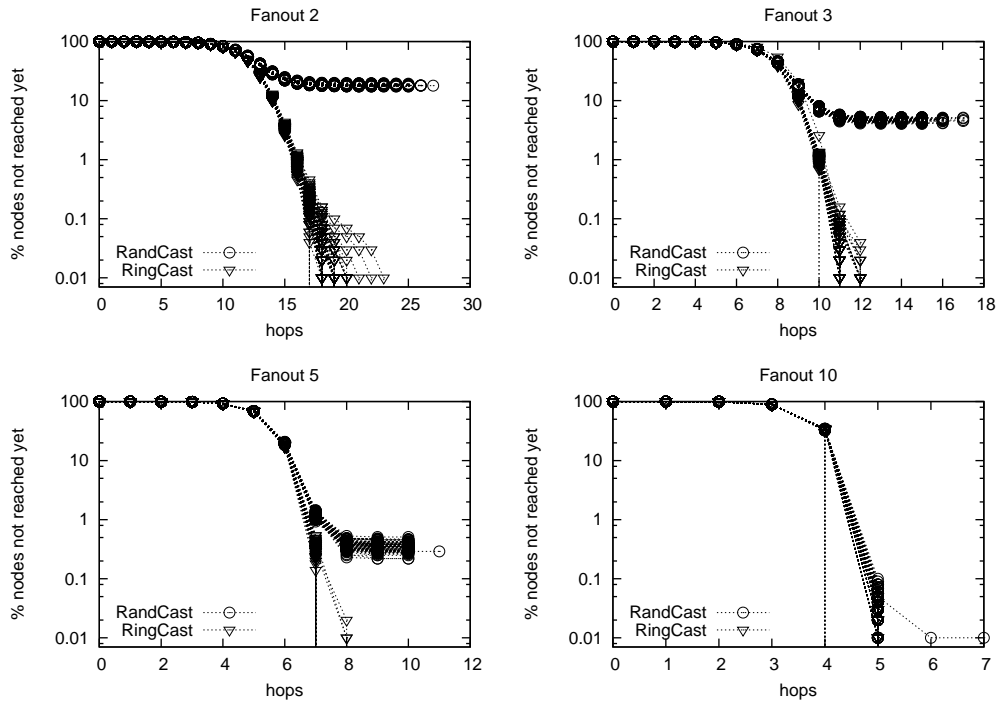 Fanout 2
% nodes not reached yet
100
10
1
0.1
0.01
RandCast
RingCast
0 5 10 15 20 25 30
hops
Fanout 3
% nodes not reached yet
100
10
1
0.1
0.01
RandCast
RingCast
0 2 4 6 8 10 12 14 16 18
hops
Fanout 5
% nodes not reached yet
100
10
1
0.1
0.01
RandCast
RingCast
0 2 4 6 8 10 12
hops
Fanout 10
% nodes not reached yet
100
10
1
0.1
0.01
RandCast
RingCast
0 1 2 3 4 5 6 7
hops